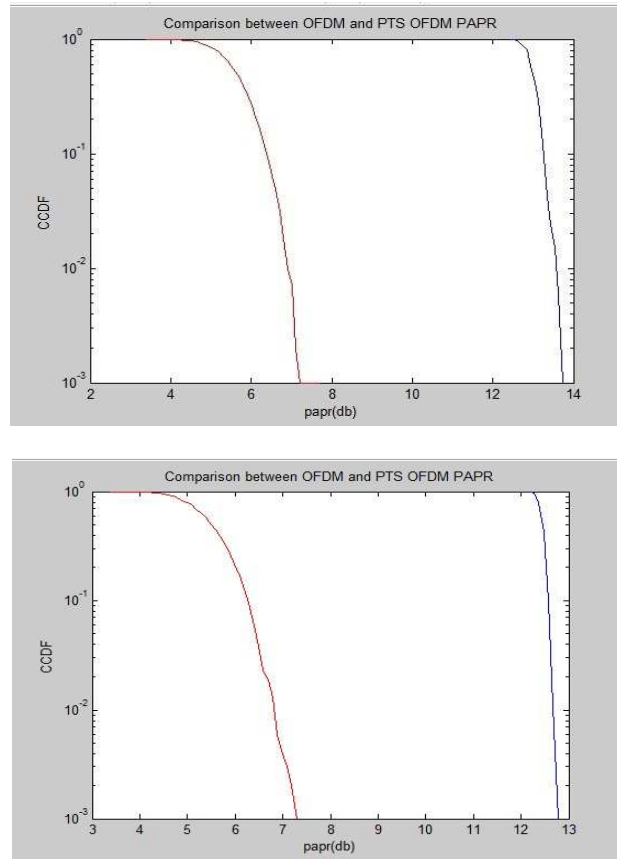 Comparison between OFDM and PTS OFDM PAPR
10^0
10^-1
10^-2
10^-3
CCDF
2 4 6 8 10 12 14
papr(db)
Comparison between OFDM and PTS OFDM PAPR
10^0
10^-1
10^-2
10^-3
CCDF
3 4 5 6 7 8 9 10 11 12 13
papr(db)